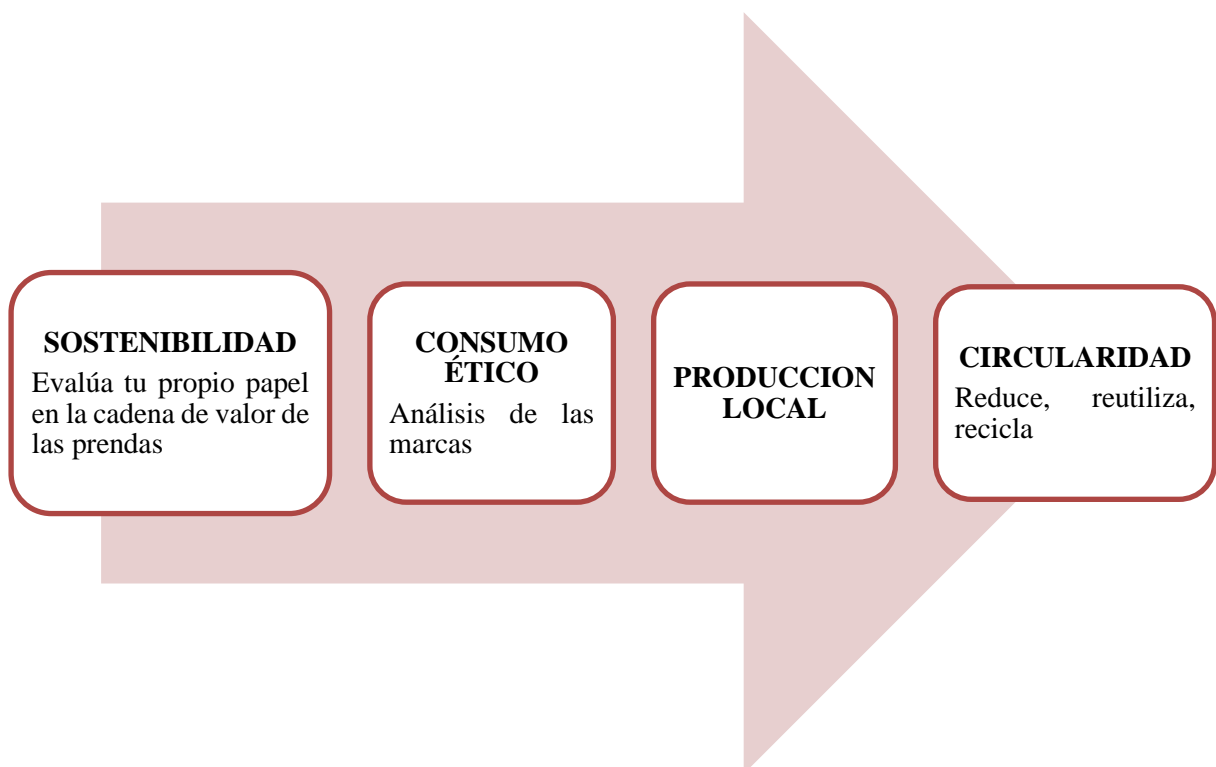 SOSTENIBILIDAD
Evalúa tu propio papel
en la cadena de valor de
las prendas
CONSUMO
ÉTICO
Análisis de las
marcas
PRODUCCION
LOCAL
CIRCULARIDAD
Reduce, reutiliza,
recicla